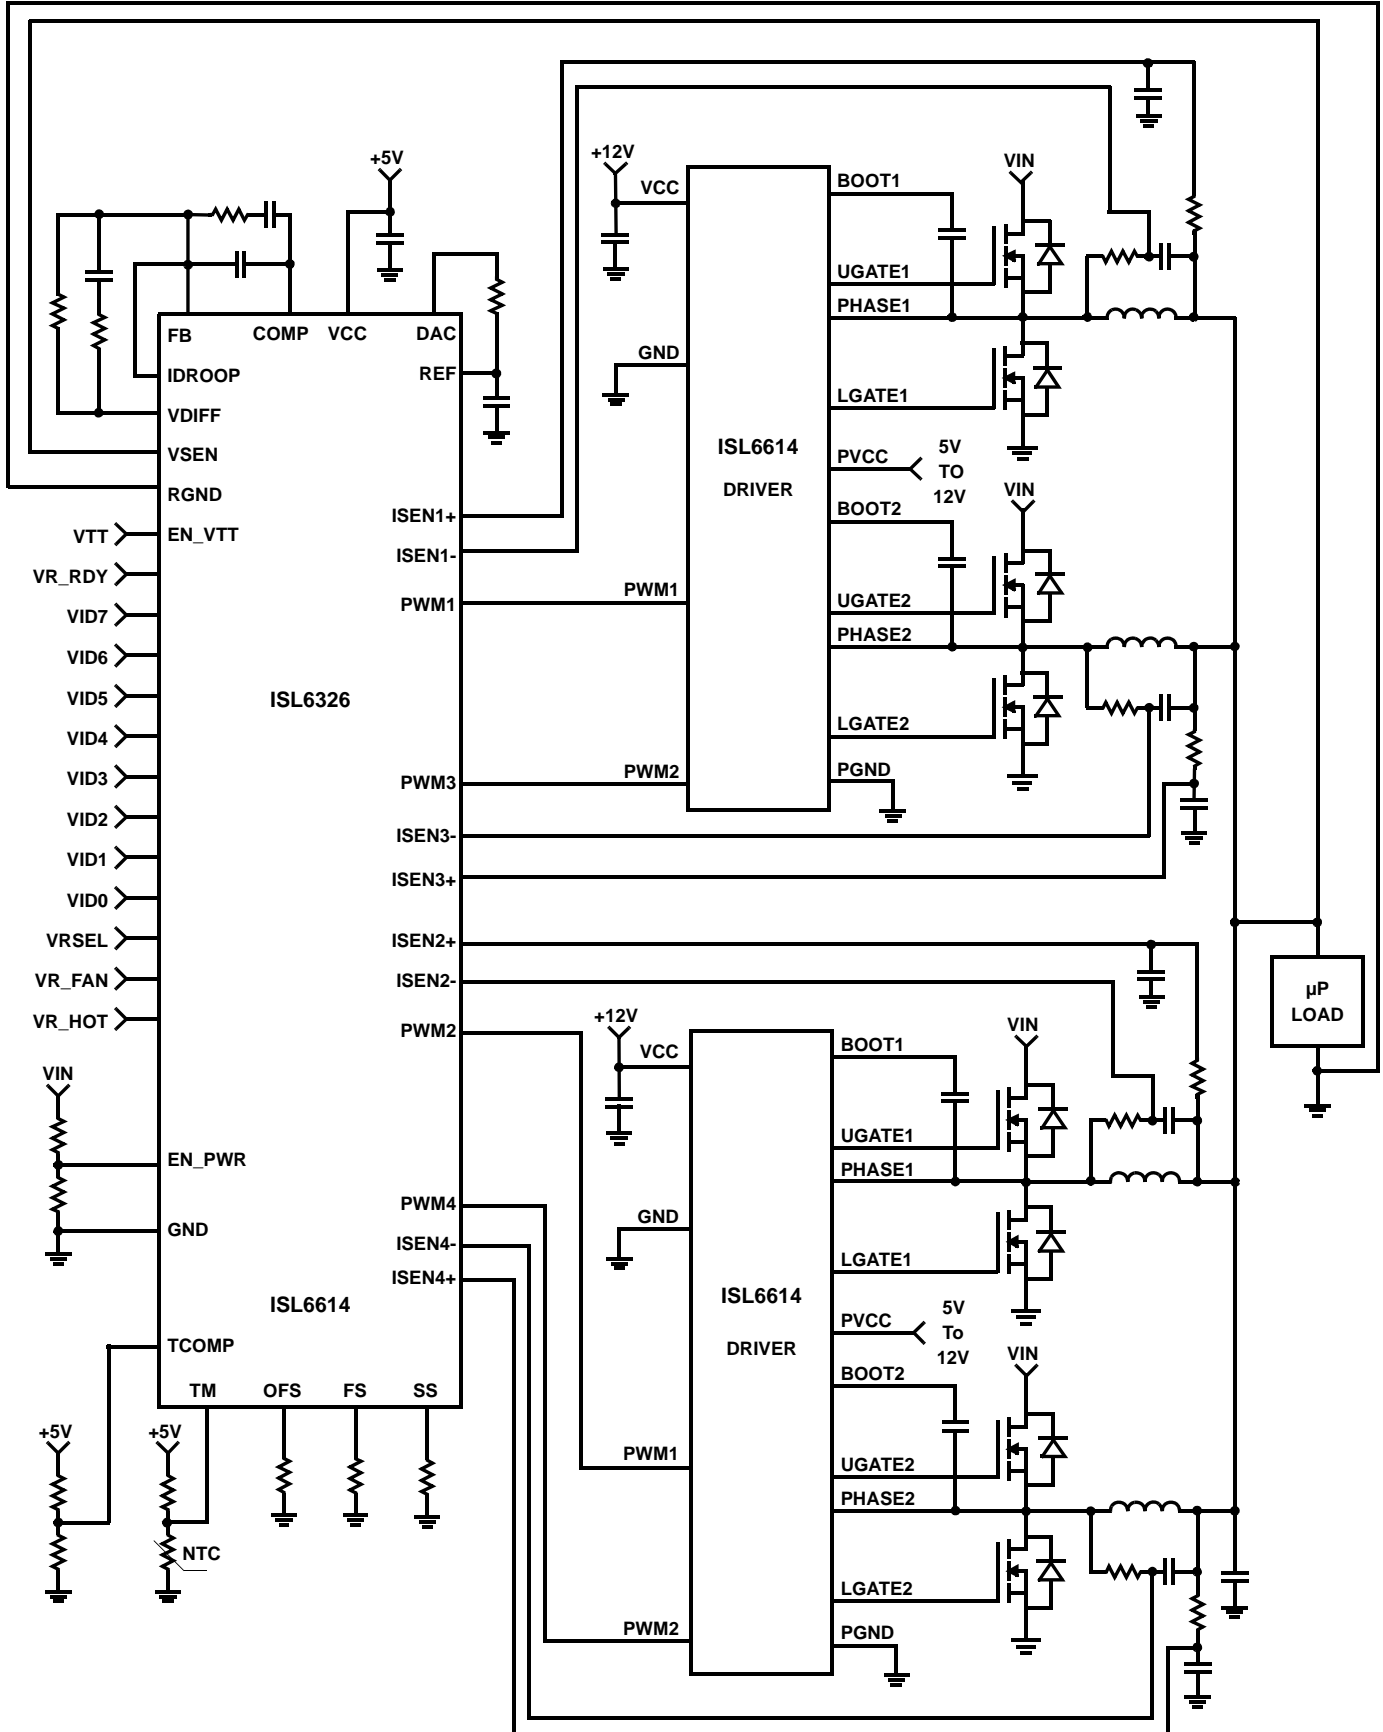 +5V
FB
COMP
VCC
DAC
IDROOP
REF
VDIFF
VSEN
RGND
VTT
EN_VTT
VR_RDY
VID7
VID6
VID5
VID4
VID3
VID2
VID1
VID0
VRSEL
VR_FAN
VR_HOT
VIN
EN_PWR
GND
TCOMP
TM
OFS
FS
SS
+5V
+5V
NTC
ISL6326
ISL6614
ISEN1+
ISEN1-
PWM1
PWM3
ISEN3-
ISEN3+
ISEN2+
ISEN2-
PWM2
PWM4
ISEN4-
ISEN4+
+12V
VCC
GND
PWM1
PWM2
ISL6614
DRIVER
BOOT1
UGATE1
PHASE1
LGATE1
PVCC
5V
TO
12V
BOOT2
UGATE2
PHASE2
LGATE2
PGND
VIN
VIN
+12V
VCC
GND
PWM1
PWM2
ISL6614
DRIVER
BOOT1
UGATE1
PHASE1
LGATE1
PVCC
5V
To
12V
BOOT2
UGATE2
PHASE2
LGATE2
PGND
VIN
VIN
µP
LOAD